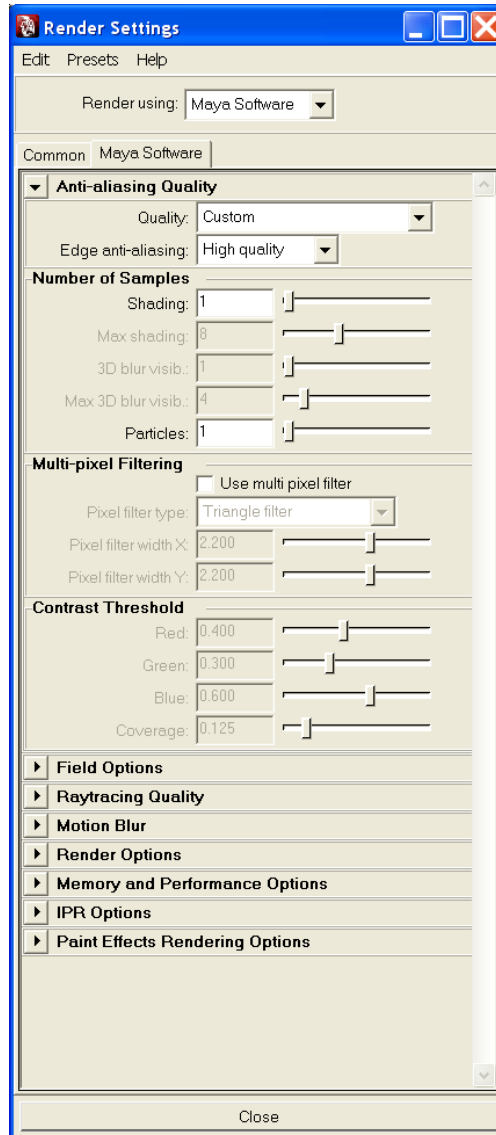 Render Settings
Edit Presets Help
Render using: Maya Software
Common Maya Software
Anti-aliasing Quality
Quality: Custom
Edge anti-aliasing: High quality
Number of Samples
Shading: 1
Max shading: 8
3D blur visib.: 1
Max 3D blur visib.: 4
Particles: 1
Multi-pixel Filtering
Use multi pixel filter
Pixel filter type: Triangle filter
Pixel filter width X: 2.200
Pixel filter width Y: 2.200
Contrast Threshold
Red: 0.400
Green: 0.300
Blue: 0.600
Coverage: 0.125
Field Options
Raytracing Quality
Motion Blur
Render Options
Memory and Performance Options
IPR Options
Paint Effects Rendering Options
Close